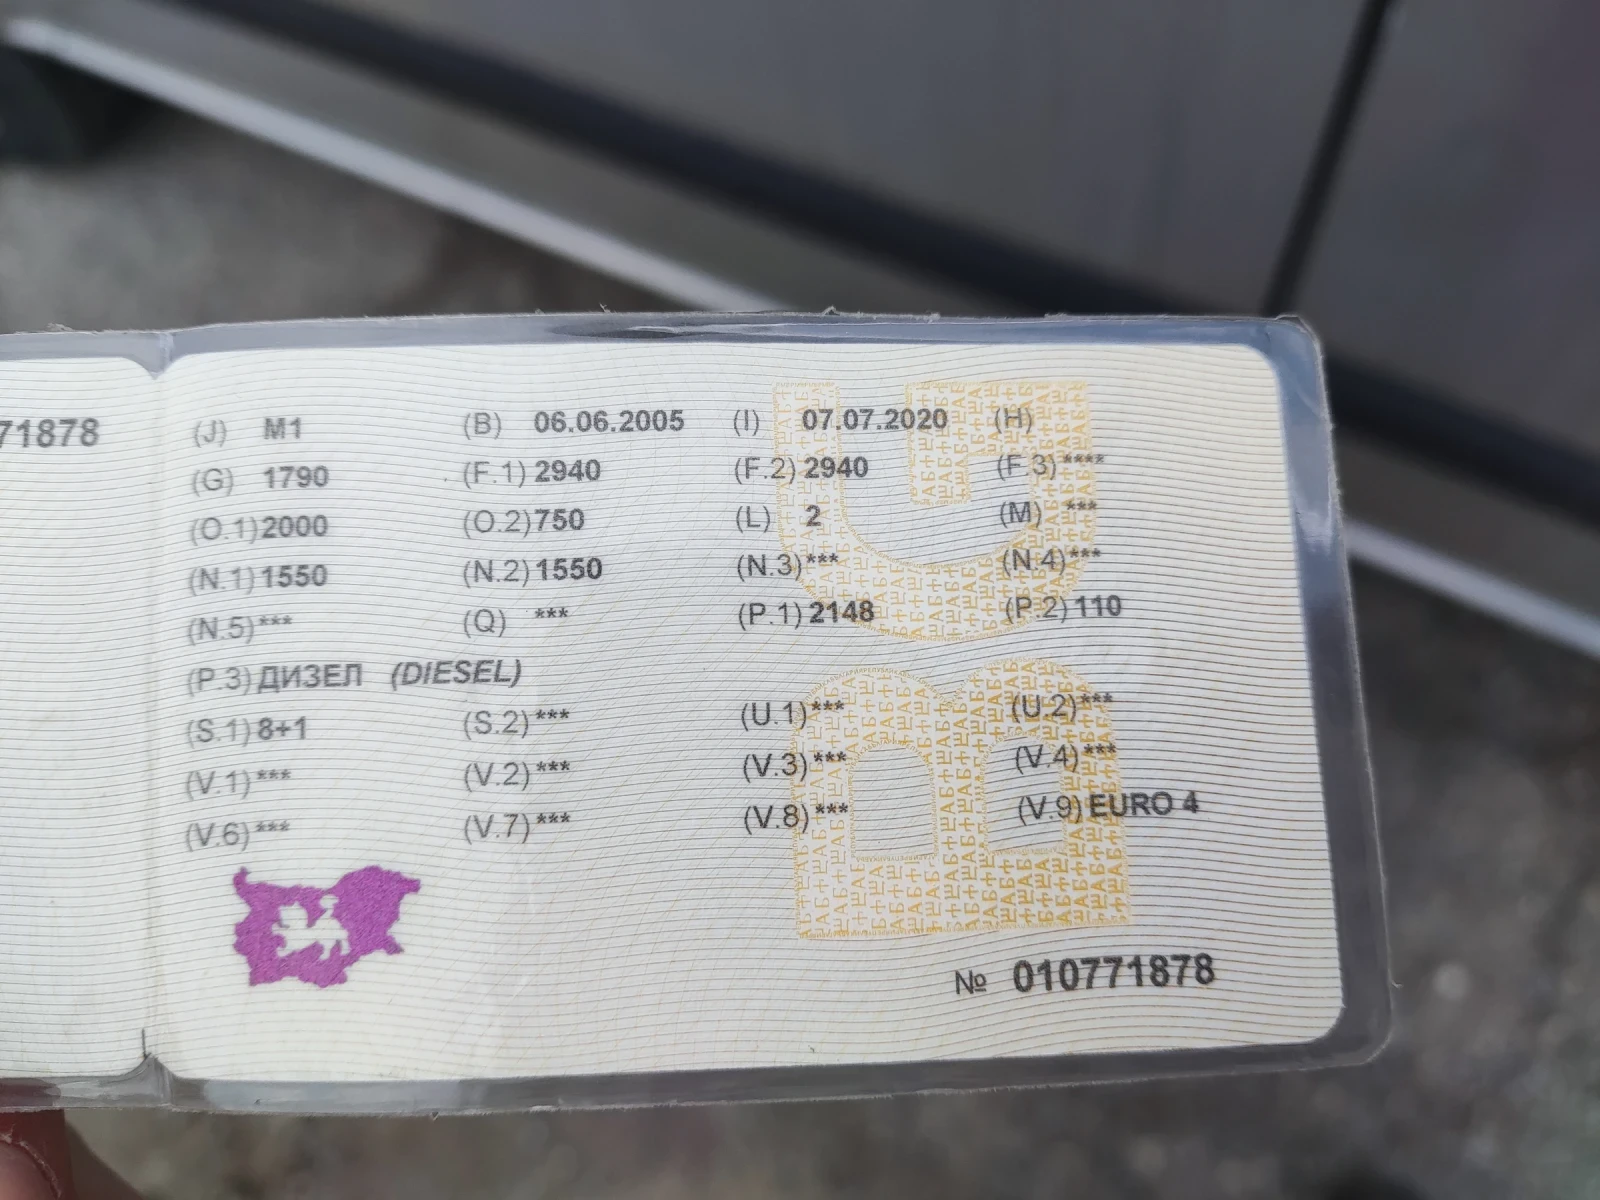 71878
(J) M1 (B) 06.06.2005 (I) 07.07.2020 (H)
(G) 1790 (F.1) 2940 (F.2) 2940 (F.3) ****
(O.1) 2000 (O.2) 750 (L) 2 (M) ***
(N.1) 1550 (N.2) 1550 (N.3) *** (N.4) ***
(N.5) *** (Q) *** (P.1) 2148 (P.2) 110
(P.3) ДИЗЕЛ (DIESEL)
(S.1) 8+1 (S.2) *** (U.1) *** (U.2) ***
(V.1) *** (V.2) *** (V.3) *** (V.4) ***
(V.6) *** (V.7) *** (V.8) *** (V.9) EURO 4
№ 010771878